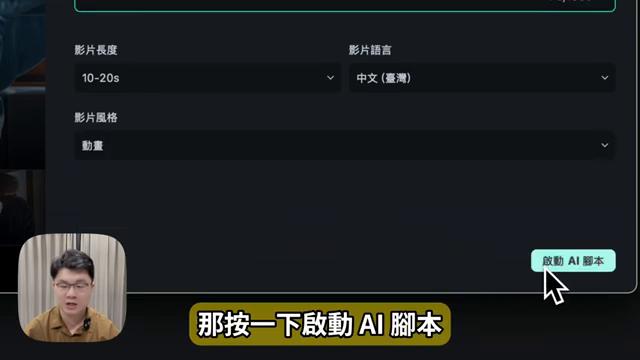 影片長度
影片語言
10-20s
中文 (臺灣)
影片風格
動畫
啟動 AI 腳本
那按一下啟動 AI 腳本